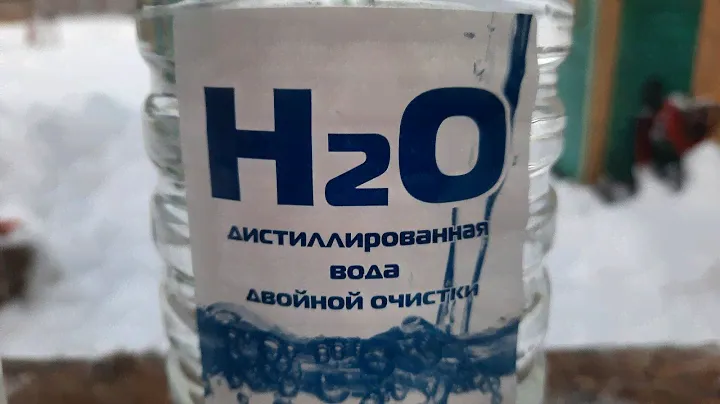 H2O
дистиллированная
вода
двойной очистки